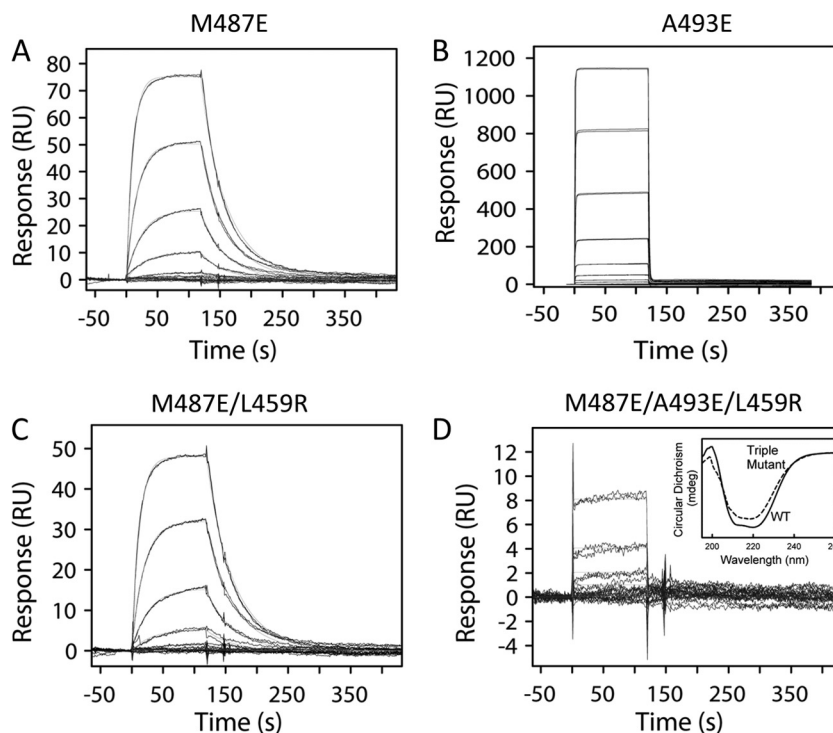 M487E
A
Response (RU)
80
70
60
50
40
30
20
10
0
-50 50 150 250 350
Time (s)
A493E
B
Response (RU)
1200
1000
800
600
400
200
0
-50 50 150 250 350
Time (s)
M487E/L459R
C
Response (RU)
50
40
30
20
10
0
-50 50 150 250 350
Time (s)
M487E/A493E/L459R
D
Response (RU)
12
10
8
6
4
2
0
-2
-4
-50 50 150 250 350
Time (s)
Circular Dichroism
(mdeg)
Triple
Mutant
WT
200 220 240
Wavelength (nm)